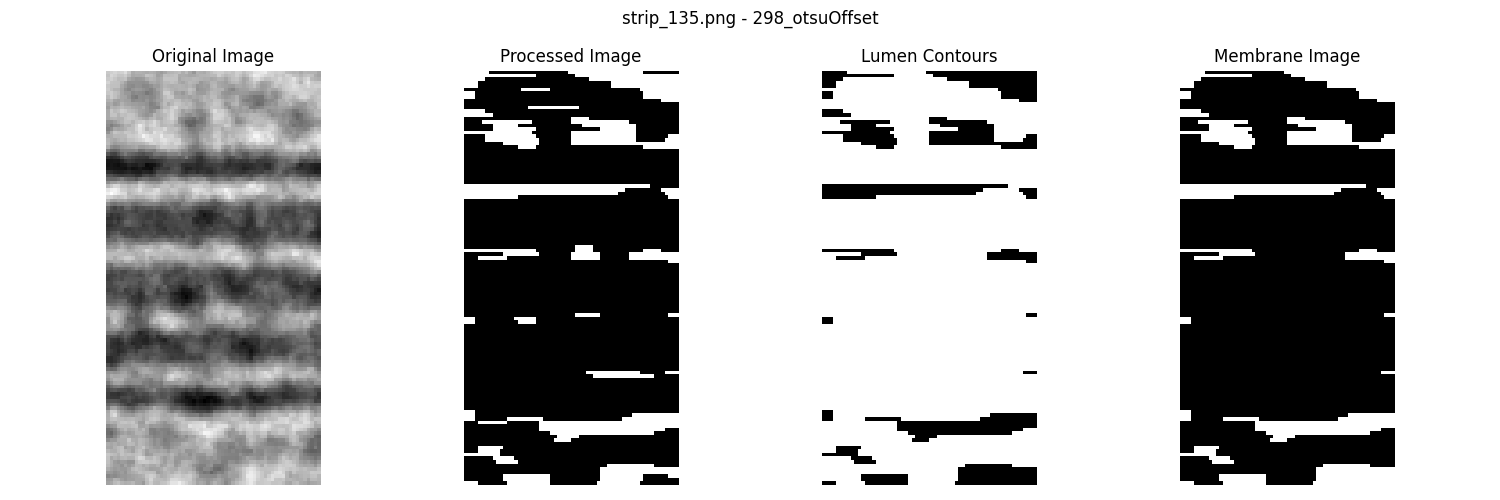 strip_135.png - 298_otsuOffset
Original Image
Processed Image
Lumen Contours
Membrane Image